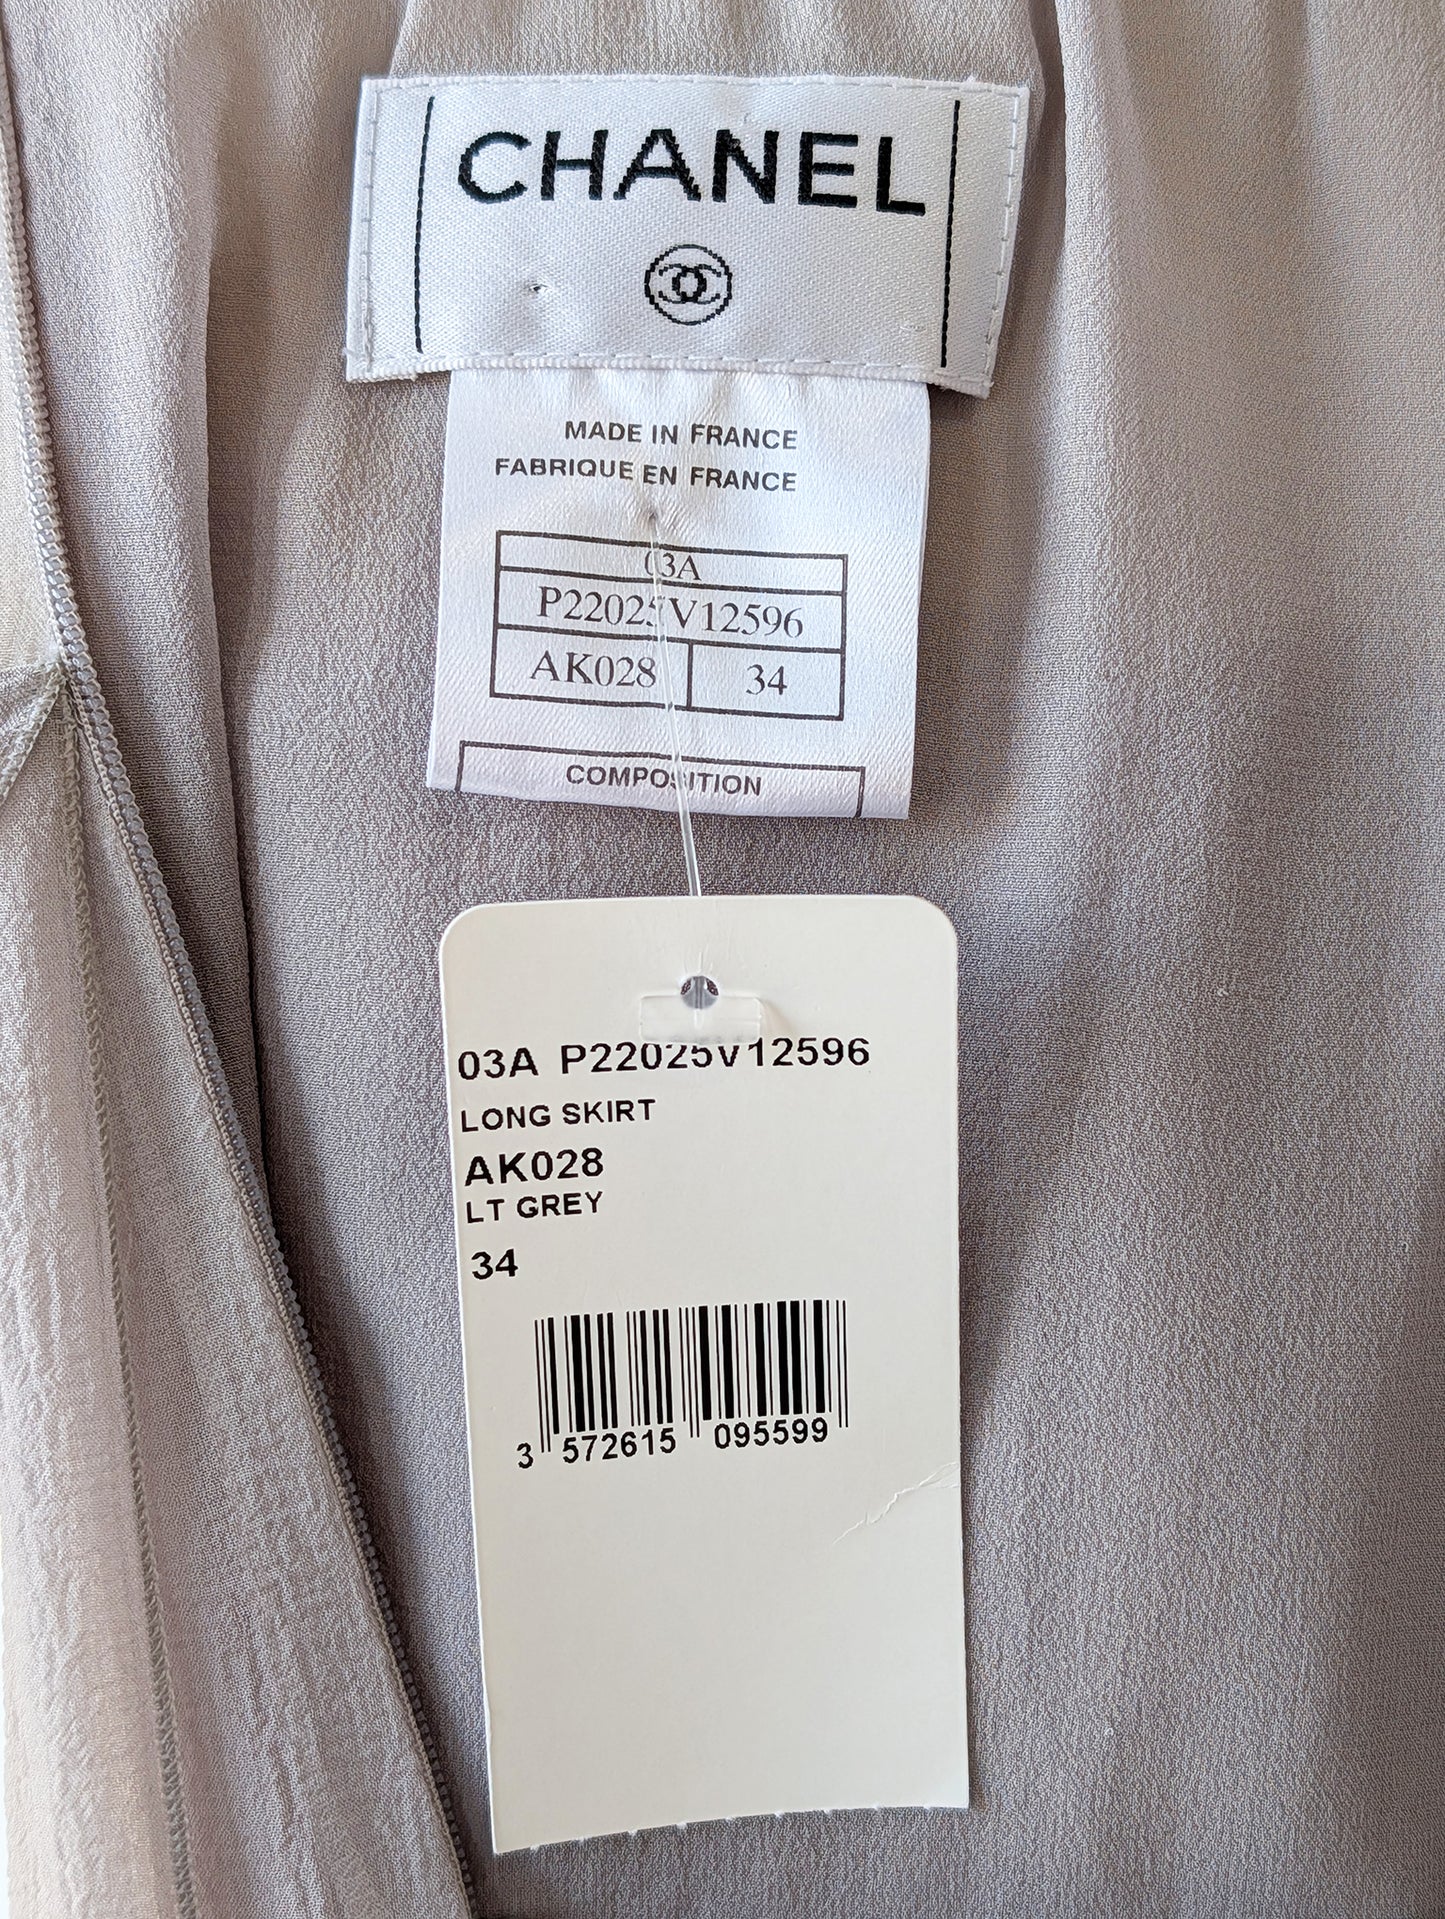 CHANEL
MADE IN FRANCE
FABRIQUE EN FRANCE
03A
P22025V12596
AK028 34
COMPOSITION
03A P22025V12596
LONG SKIRT
AK028
LT GREY
34
3 572615 095599